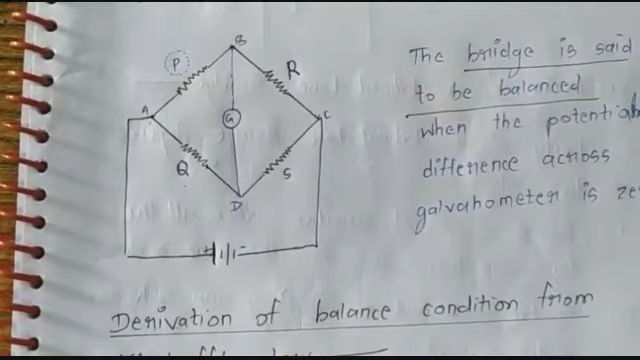 B
P
R
The bridge is said
A
G
C
to be balanced
when the potential
Q
S
difference across
D
galvanometer is
+ -
Derivation of balance condition from